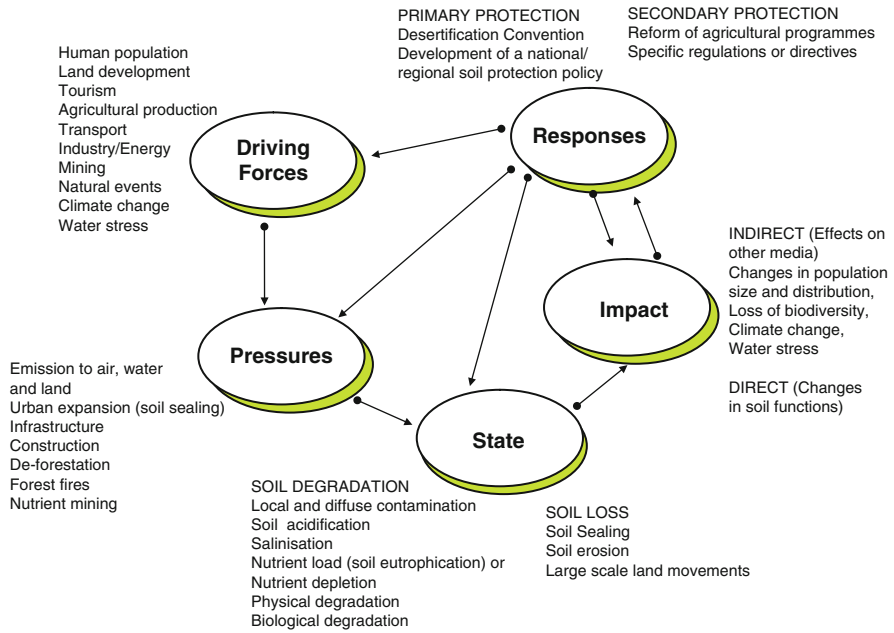 PRIMARY PROTECTION
Desertification Convention
Development of a national/
regional soil protection policy
SECONDARY PROTECTION
Reform of agricultural programmes
Specific regulations or directives
Human population
Land development
Tourism
Agricultural production
Transport
Industry/Energy
Mining
Natural events
Climate change
Water stress
Driving
Forces
Responses
INDIRECT (Effects on
other media)
Changes in population
size and distribution,
Loss of biodiversity,
Climate change,
Water stress
DIRECT (Changes
in soil functions)
Impact
Pressures
Emission to air, water
and land
Urban expansion (soil sealing)
Infrastructure
Construction
De-forestation
Forest fires
Nutrient mining
State
SOIL DEGRADATION
Local and diffuse contamination
Soil acidification
Salinisation
Nutrient load (soil eutrophication) or
Nutrient depletion
Physical degradation
Biological degradation
SOIL LOSS
Soil Sealing
Soil erosion
Large scale land movements